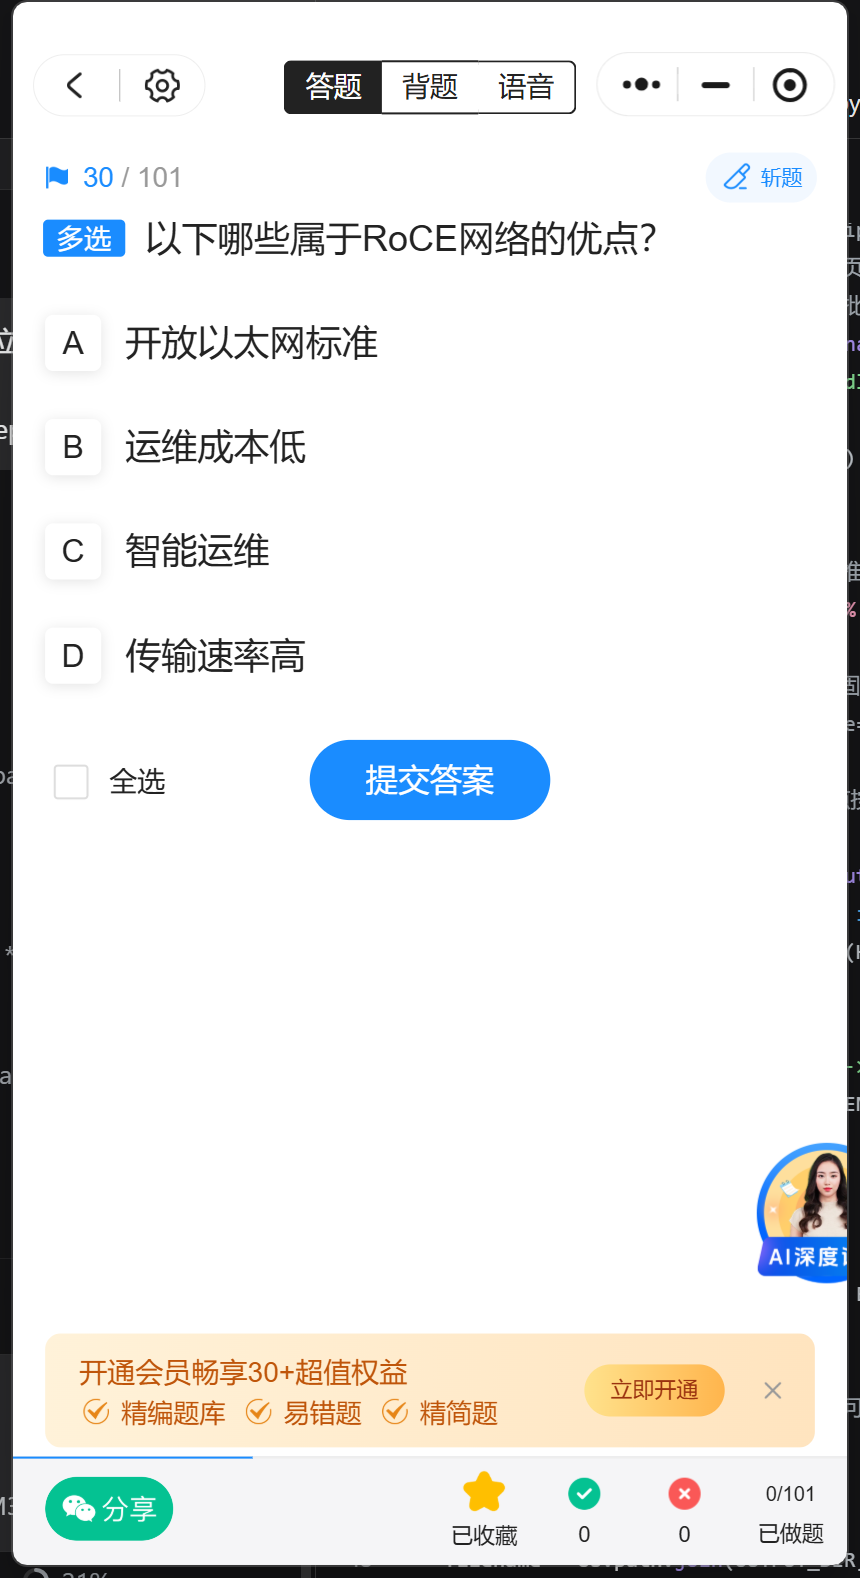 答题 背题 语音
30 / 101
斩题
多选 以下哪些属于RoCE网络的优点?
A 开放以太网标准
B 运维成本低
C 智能运维
D 传输速率高
全选 提交答案
AI深度
开通会员畅享30+超值权益
精编题库 易错题 精简题
立即开通
分享
已收藏
0
0
0/101
已做题